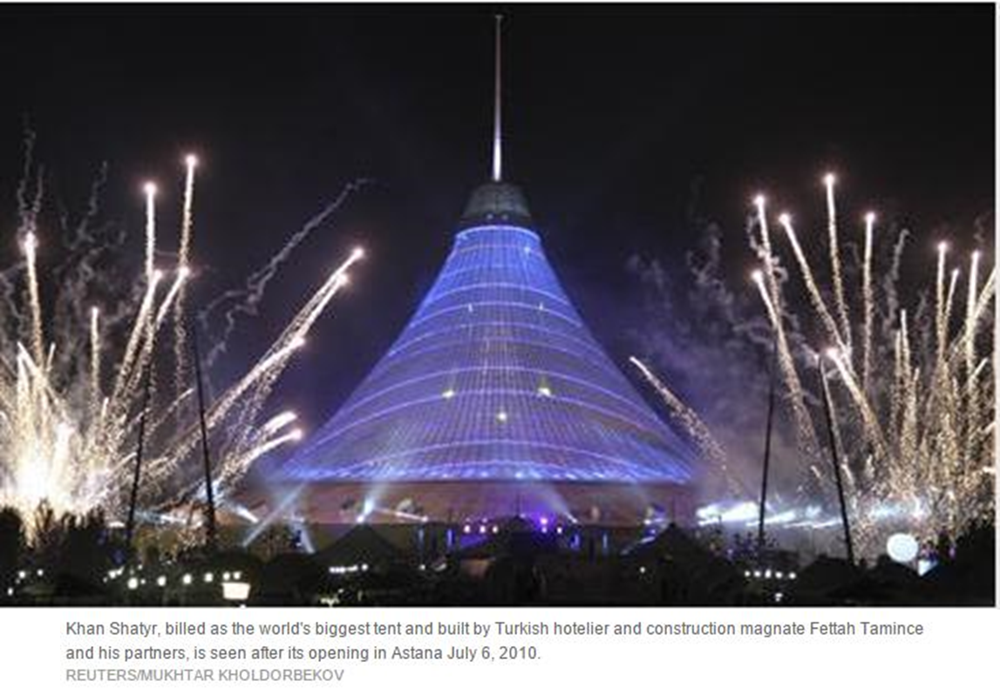 Khan Shatyr, billed as the world's biggest tent and built by Turkish hotelier and construction magnate Fettah Tamince
and his partners, is seen after its opening in Astana July 6, 2010.
REUTERS/MUKHTAR KHOLDORBEKOV